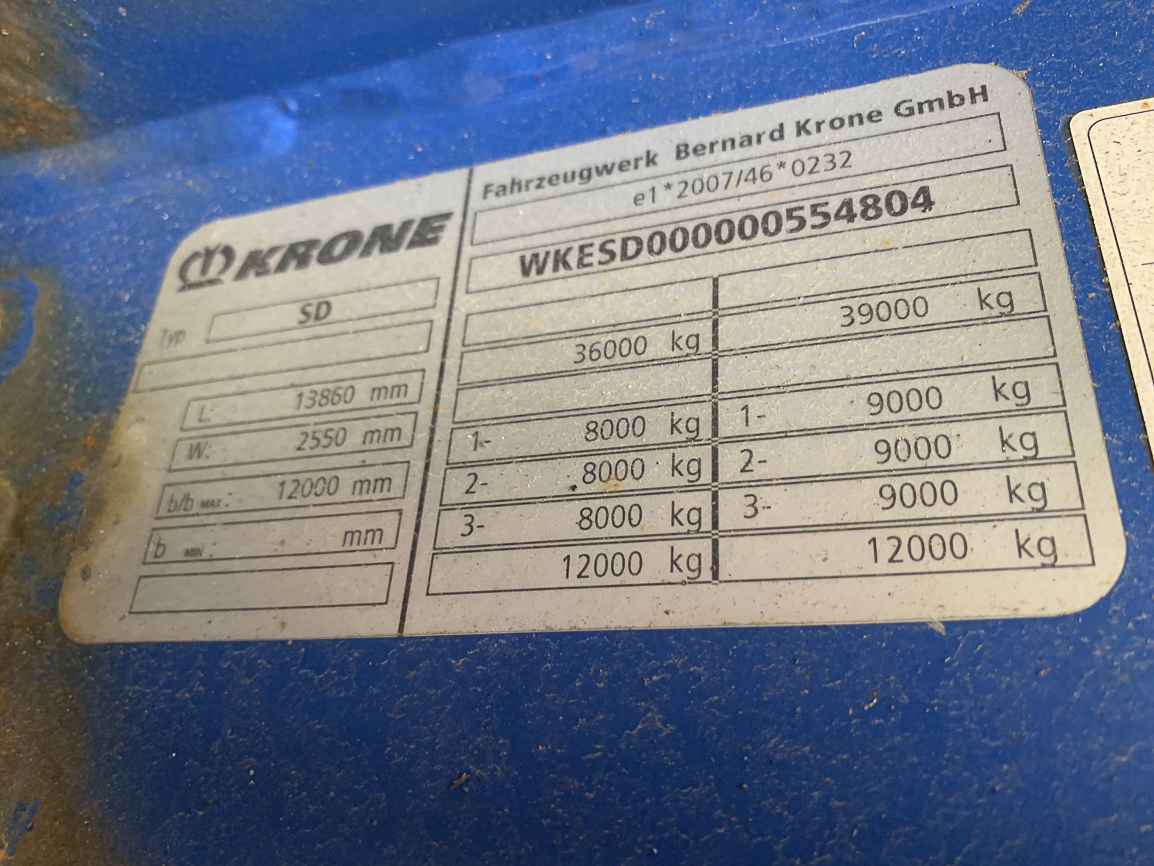 KRONE
Typ SD
L: 13860 mm
W: 2550 mm
b/b MAX: 12000 mm
b MIN: mm
Fahrzeugwerk Bernard Krone GmbH
e1*2007/46*0232
WKESD000000554804
36000 kg 39000 kg
1- 8000 kg 1- 9000 kg
2- 8000 kg 2- 9000 kg
3- 8000 kg 3- 9000 kg
12000 kg 12000 kg